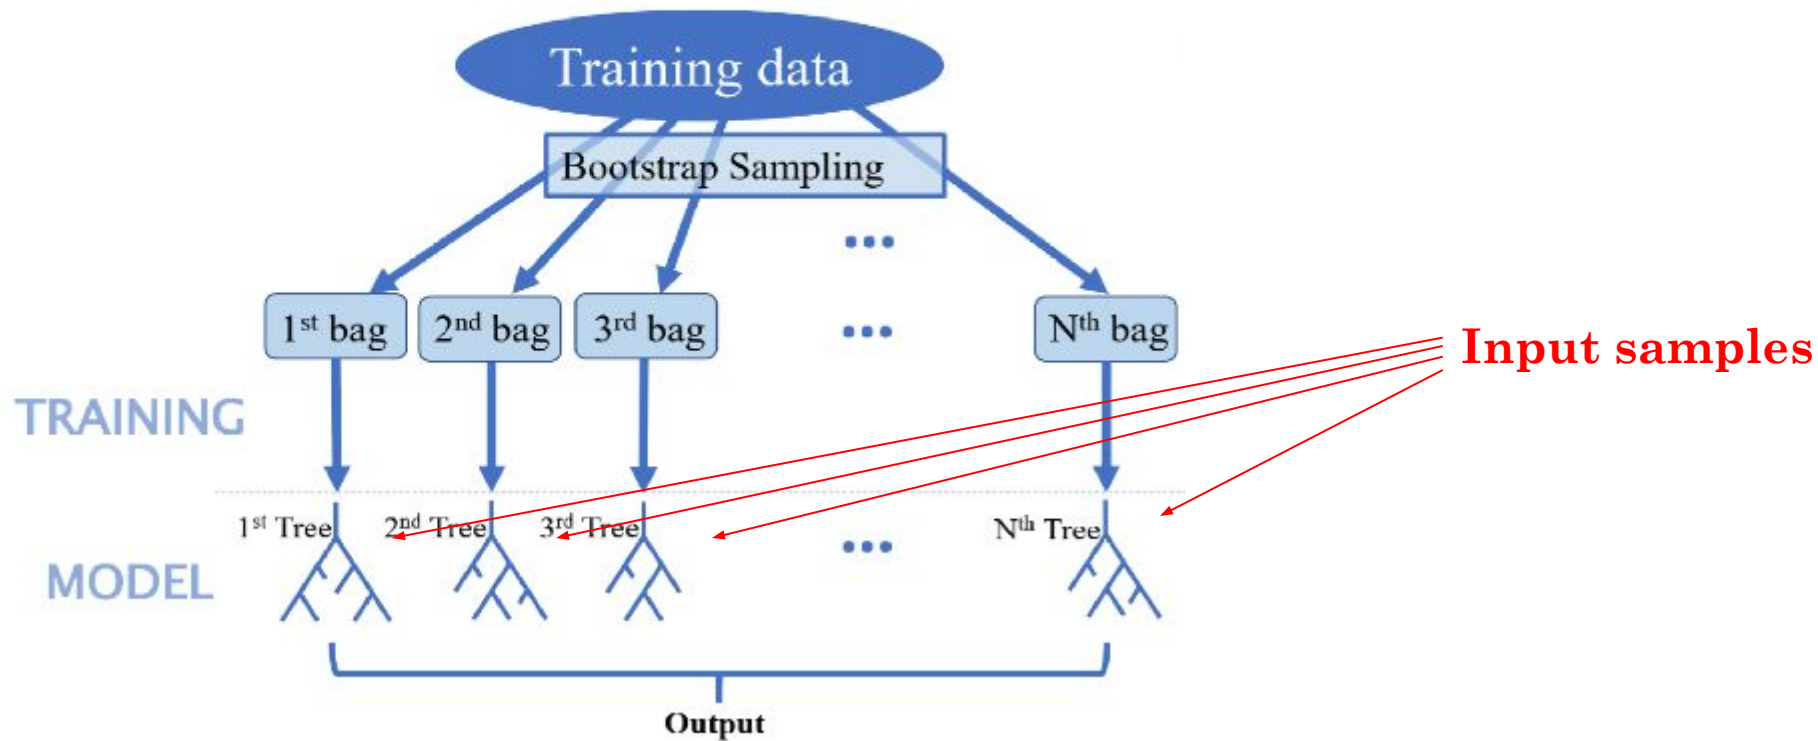 Training data
Bootstrap Sampling
1st bag
2nd bag
3rd bag
Nth bag
Input samples
TRAINING
1st Tree
2nd Tree
3rd Tree
Nth Tree
MODEL
Output